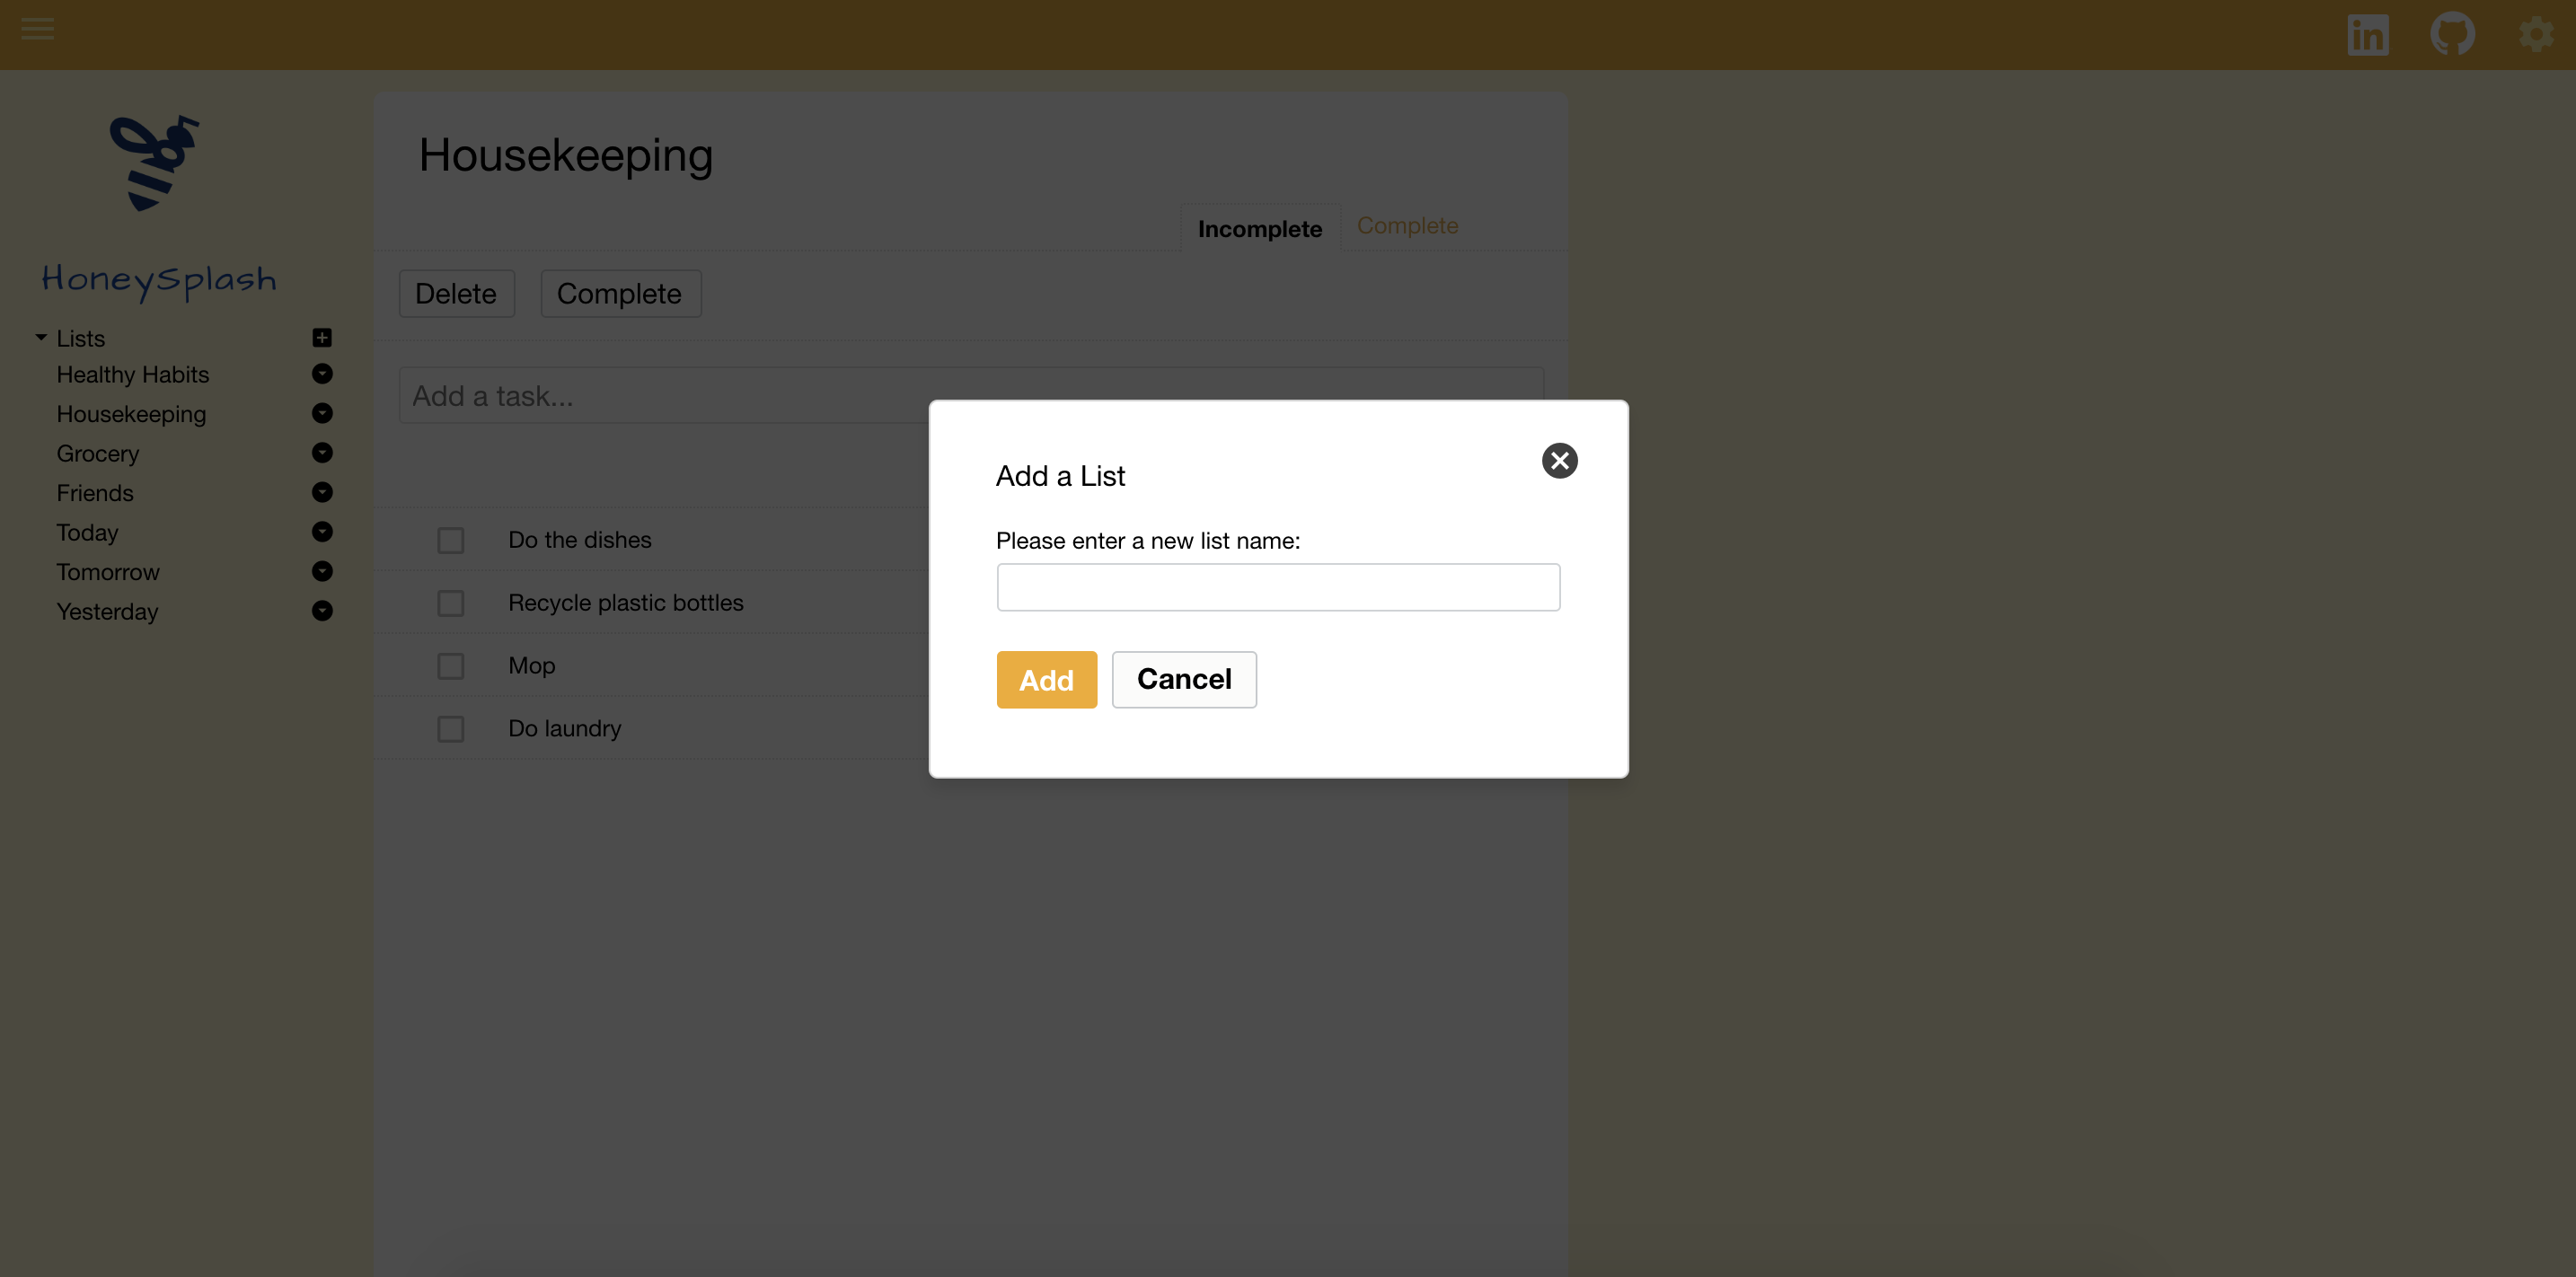 Housekeeping
Incomplete
Complete
HoneySplash
Delete
Complete
Lists
Healthy Habits
Housekeeping
Grocery
Friends
Today
Tomorrow
Yesterday
Add a task...
Do the dishes
Recycle plastic bottles
Mop
Do laundry
Add a List
Please enter a new list name:
Add
Cancel